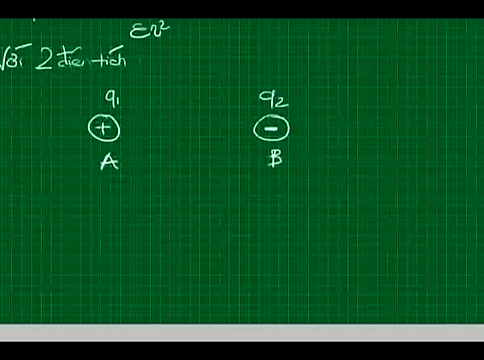 εr²
Với 2 điện tích
q₁ q₂
+ -
A B